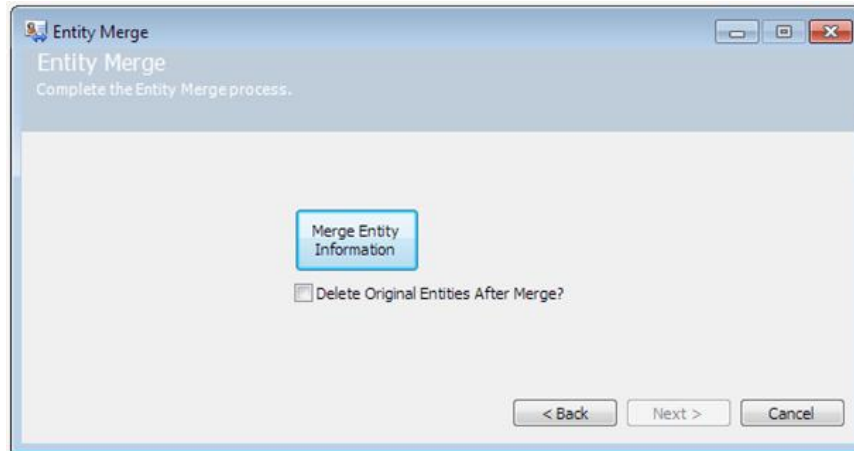 Entity Merge
Entity Merge
Complete the Entity Merge process.
Merge Entity
Information
Delete Original Entities After Merge?
< Back
Next >
Cancel